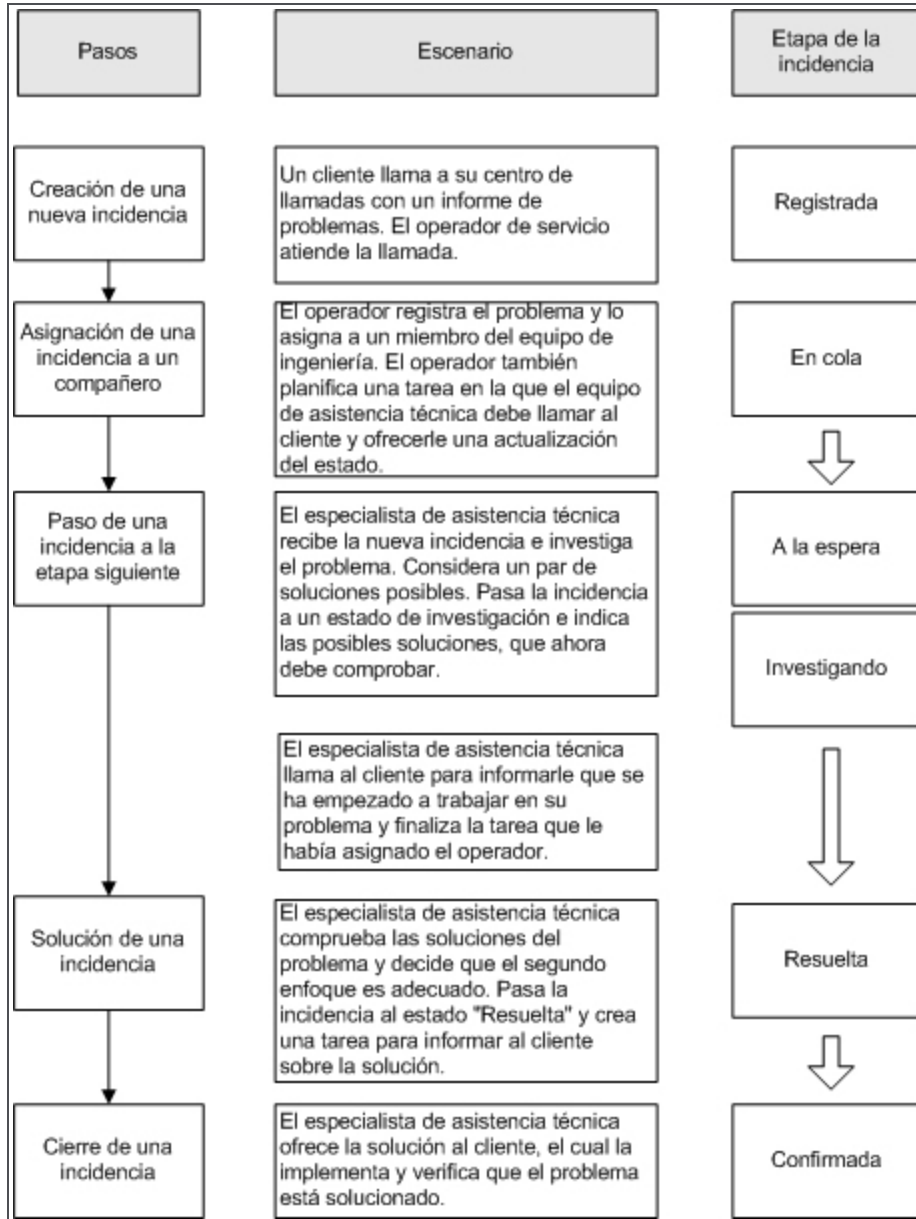 Pasos
Escenario
Etapa de la
incidencia
Creación de una
nueva incidencia
Un cliente llama a su centro de
llamadas con un informe de
problemas. El operador de servicio
atiende la llamada.
Registrada
Asignación de una
incidencia a un
compañero
El operador registra el problema y lo
asigna a un miembro del equipo de
ingeniería. El operador también
planifica una tarea en la que el equipo
de asistencia técnica debe llamar al
cliente y ofrecerle una actualización
del estado.
En cola
Paso de una
incidencia a la
etapa siguiente
El especialista de asistencia técnica
recibe la nueva incidencia e investiga
el problema. Considera un par de
soluciones posibles. Pasa la incidencia
a un estado de investigación e indica
las posibles soluciones, que ahora
debe comprobar.
A la espera
Investigando
El especialista de asistencia técnica
llama al cliente para informarle que se
ha empezado a trabajar en su
problema y finaliza la tarea que le
había asignado el operador.
Solución de una
incidencia
El especialista de asistencia técnica
comprueba las soluciones del
problema y decide que el segundo
enfoque es adecuado. Pasa la
incidencia al estado "Resuelta" y crea
una tarea para informar al cliente
sobre la solución.
Resuelta
Cierre de una
incidencia
El especialista de asistencia técnica
ofrece la solución al cliente, el cual la
implementa y verifica que el problema
está solucionado.
Confirmada